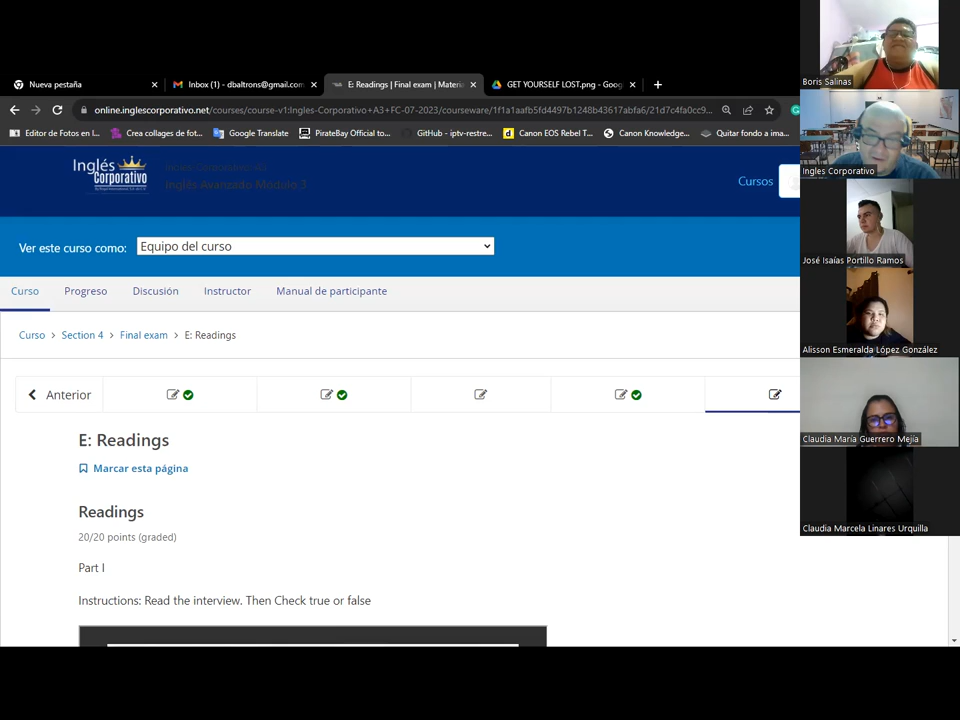 Nueva pestaña
Inbox (1) - dbaltrons@gmail.com
E: Readings | Final exam | Materia
GET YOURSELF LOST.png - Goog
online.inglescorporativo.net/courses/course-v1:Ingles-Corporativo+A3+FC-07-2023/courseware/1f1a1aafb5fd4497b1248b43617abfa6/21d7c4fa0cc9...
Editor de Fotos en l...
Crea collages de fot...
Google Translate
PirateBay Official to...
GitHub - iptv-restre...
Canon EOS Rebel T...
Canon Knowledge...
Quitar fondo a ima...
Inglés
Corporativo
Inglés Avanzado Módulo 3
Cursos
Ver este curso como:
Equipo del curso
Curso
Progreso
Discusión
Instructor
Manual de participante
Curso > Section 4 > Final exam > E: Readings
Anterior
E: Readings
Marcar esta página
Readings
20/20 points (graded)
Part I
Instructions: Read the interview. Then Check true or false
Boris Salinas
Ingles Corporativo
José Isaías Portillo Ramos
Alisson Esmeralda López González
Claudia María Guerrero Mejía
Claudia Marcela Linares Urquilla